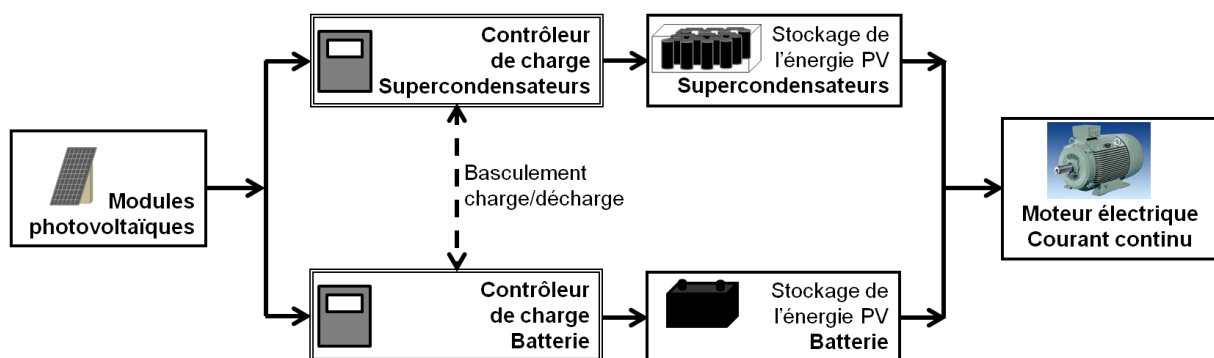 Modules
photovoltaïques
Contrôleur
de charge
Supercondensateurs
Stockage de
l'énergie PV
Supercondensateurs
Basculement
charge/décharge
Contrôleur
de charge
Batterie
Stockage de
l'énergie PV
Batterie
Moteur électrique
Courant continu